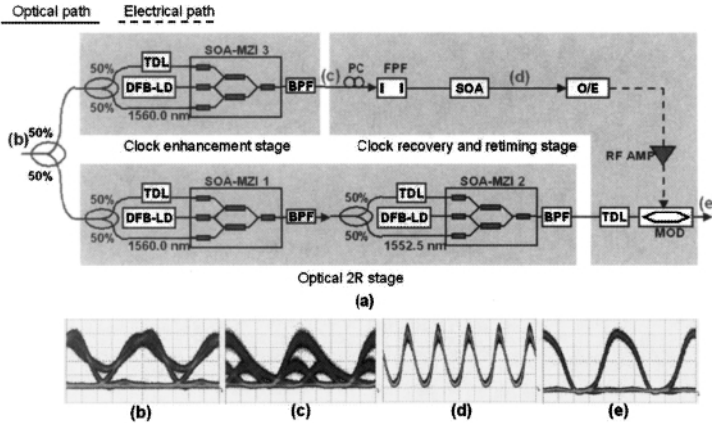 Optical path Electrical path
SOA-MZI 3
50% TDL
DFB-LD BPF
50% 1560.0 nm
(c) PC FPF (d)
SOA O/E
(b) 50%
50%
Clock enhancement stage Clock recovery and retiming stage
RF AMP
SOA-MZI 1 SOA-MZI 2
50% TDL 50% TDL
DFB-LD BPF DFB-LD BPF TDL (e
50% 1560.0 nm 50% 1552.5 nm MOD
Optical 2R stage
(a)
(b) (c) (d) (e)